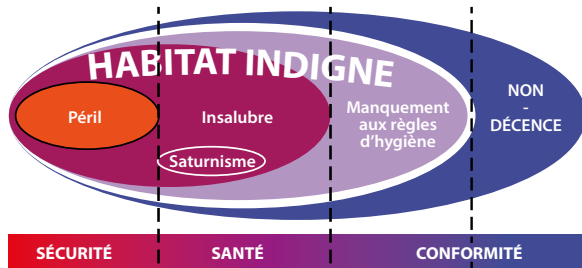 HABITAT INDIGNE
Péril
Insalubre
Saturnisme
Manquement
aux règles
d'hygiène
NON
-
DÉCENCE
SÉCURITÉ
SANTÉ
CONFORMITÉ